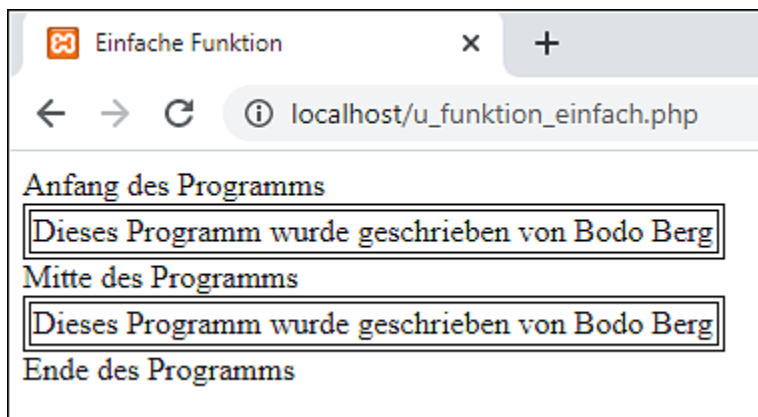 Einfache Funktion
localhost/u_funktion_einfach.php
Anfang des Programms
Dieses Programm wurde geschrieben von Bodo Berg
Mitte des Programms
Dieses Programm wurde geschrieben von Bodo Berg
Ende des Programms